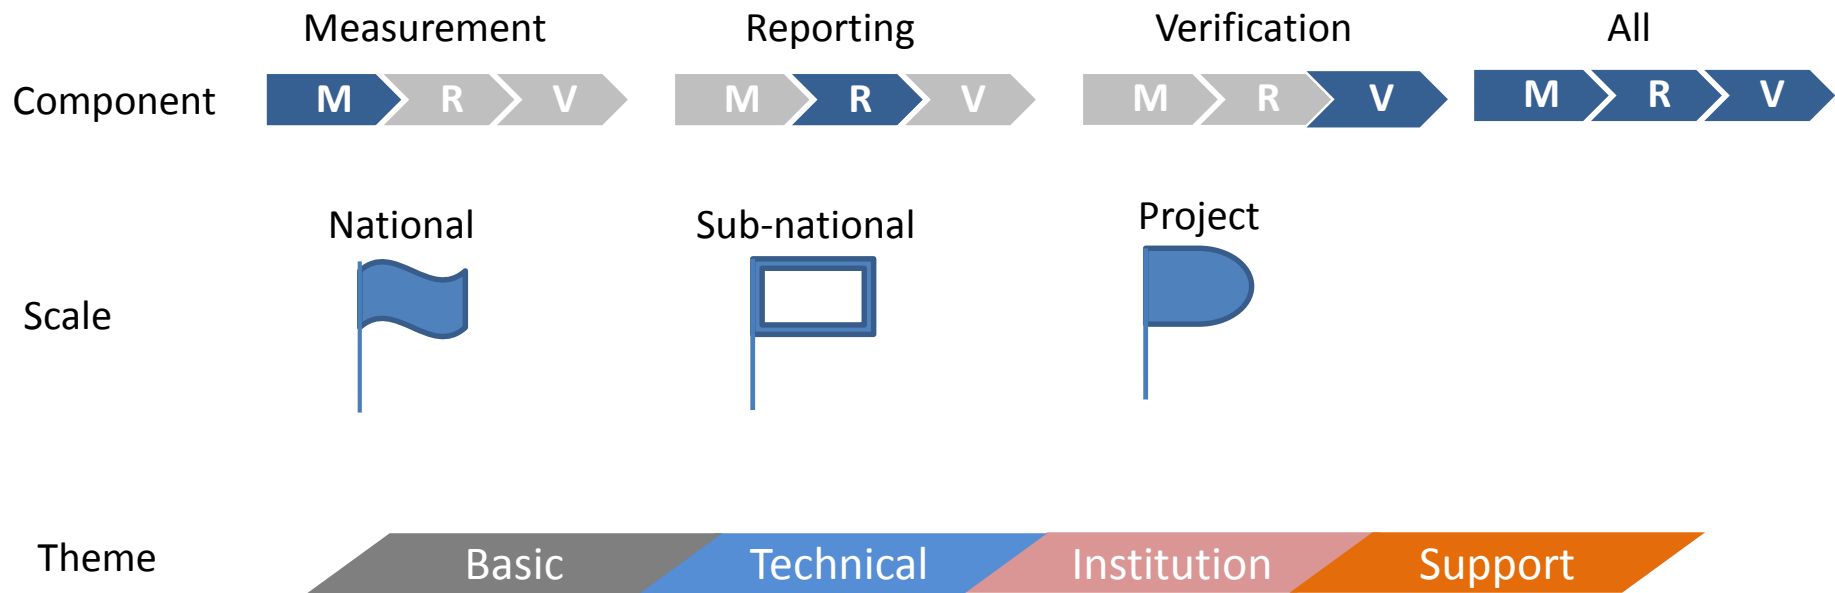 Measurement Reporting Verification All
Component M R V M R V M R V M R V
National Sub-national Project
Scale
Theme Basic Technical Institution Support